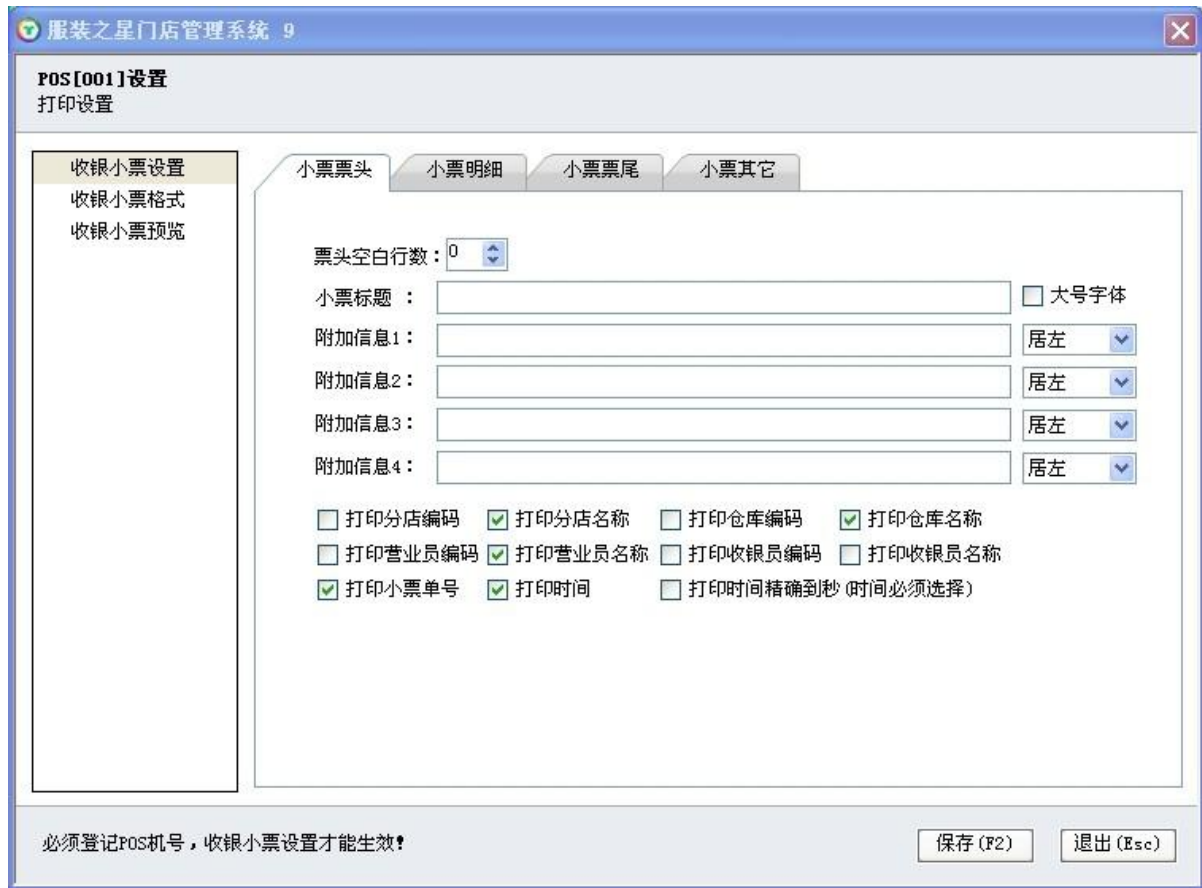 服装之星门店管理系统 9
POS[001]设置
打印设置
收银小票设置
收银小票格式
收银小票预览
小票票头 小票明细 小票票尾 小票其它
票头空白行数：0
小票标题 ： 大号字体
附加信息1： 居左
附加信息2： 居左
附加信息3： 居左
附加信息4： 居左
打印分店编码 打印分店名称 打印仓库编码 打印仓库名称
打印营业员编码 打印营业员名称 打印收银员编码 打印收银员名称
打印小票单号 打印时间 打印时间精确到秒(时间必须选择)
必须登记POS机号，收银小票设置才能生效！ 保存(F2) 退出(Esc)